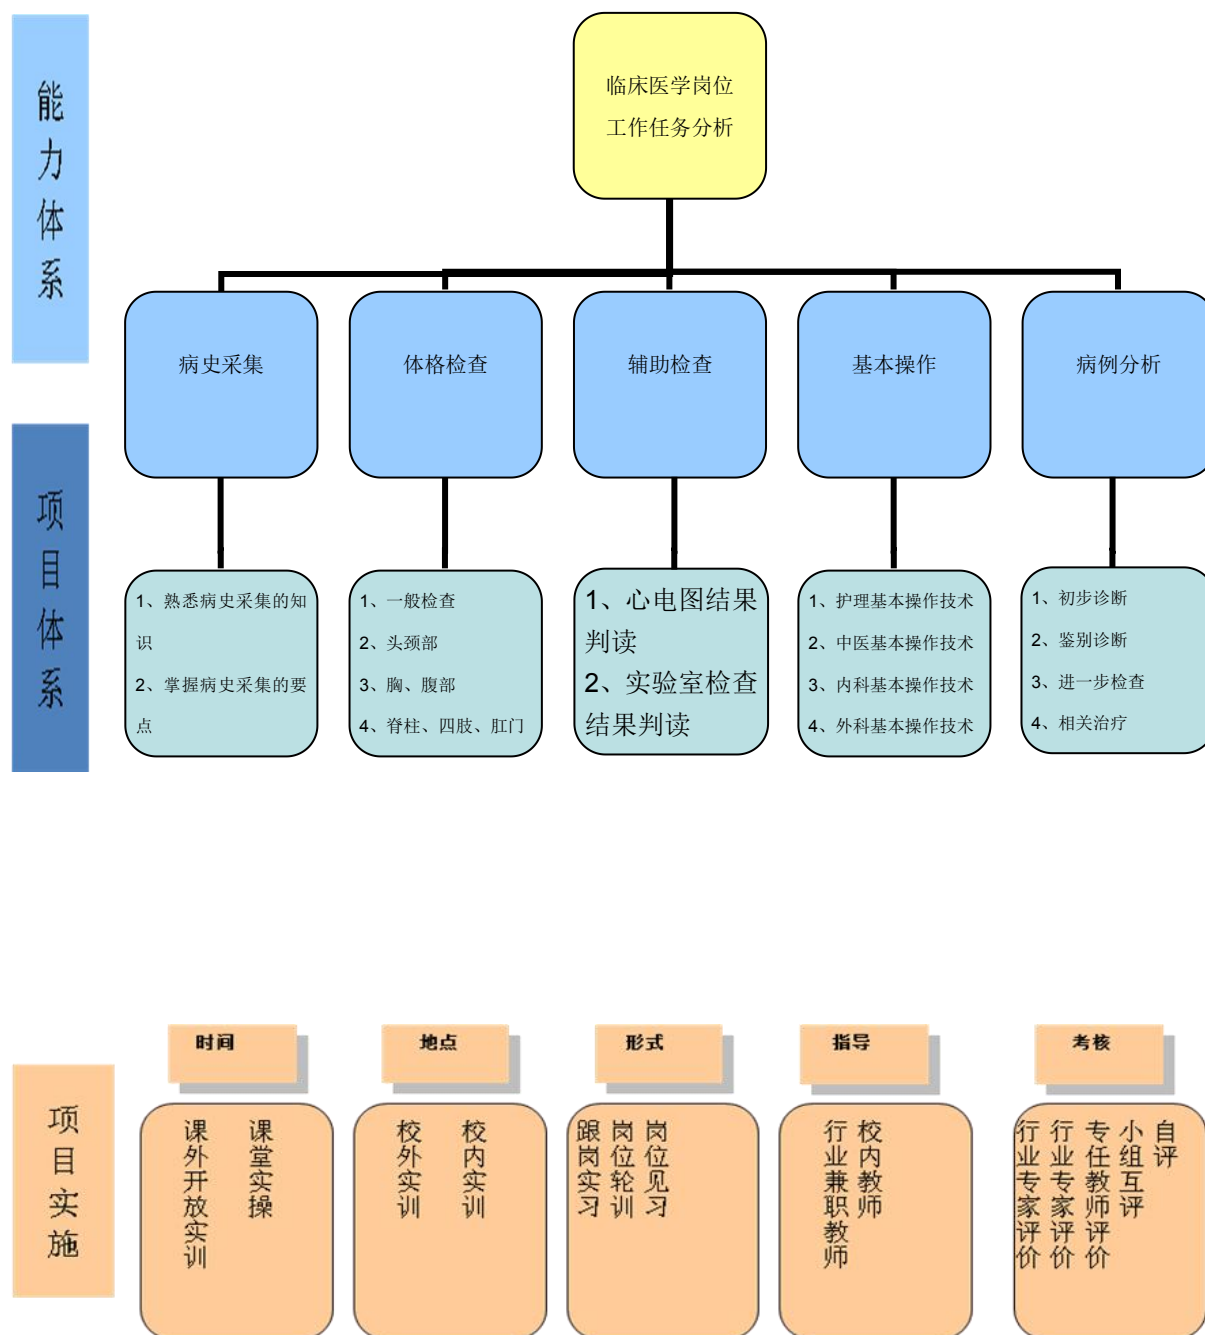 能力体系
临床医学岗位
工作任务分析
病史采集
体格检查
辅助检查
基本操作
病例分析
项目体系
1、熟悉病史采集的知
识
2、掌握病史采集的要
点
1、一般检查
2、头颈部
3、胸、腹部
4、脊柱、四肢、肛门
1、心电图结果
判读
2、实验室检查
结果判读
1、护理基本操作技术
2、中医基本操作技术
3、内科基本操作技术
4、外科基本操作技术
1、初步诊断
2、鉴别诊断
3、进一步检查
4、相关治疗
项目实施
时间
课堂实操
课外开放实训
地点
校内实训
校外实训
形式
岗位见习
岗位轮训
跟岗实习
指导
校内教师
行业兼职教师
考核
自评
小组互评
专任教师评价
行业专家评价
行业专家评价